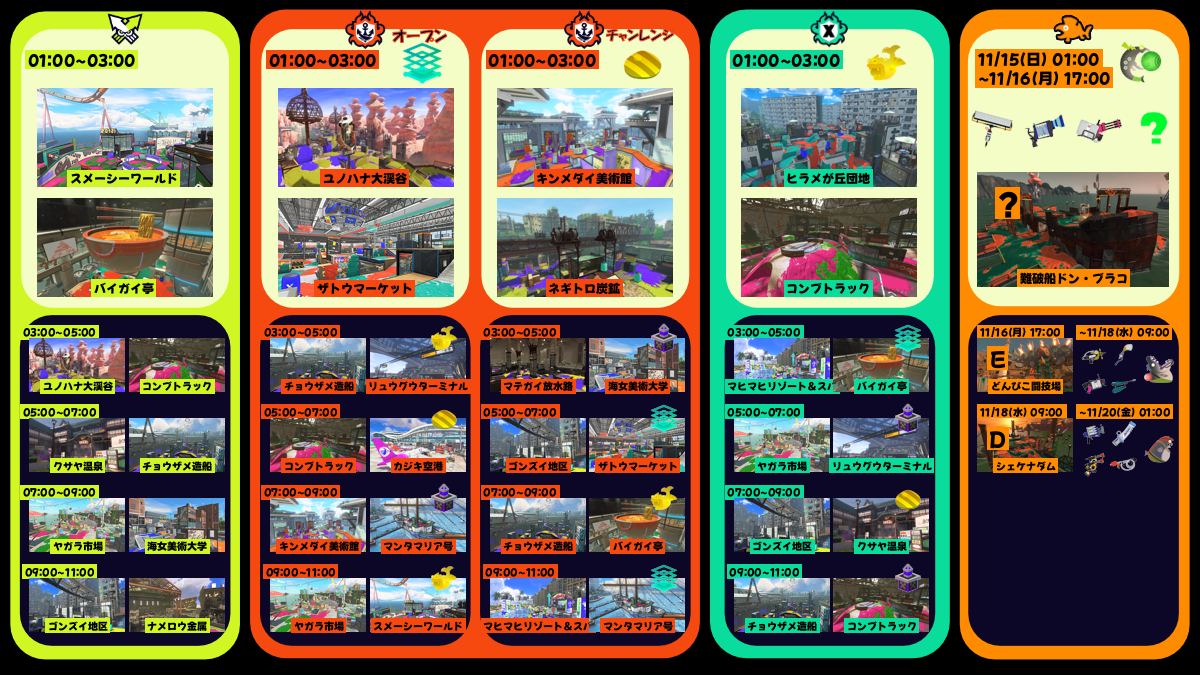 01:00~03:00
スメーシーワールド
バイガイ亭
03:00~05:00
ユノハナ大渓谷
コンブトラック
05:00~07:00
クサヤ温泉
チョウザメ造船
07:00~09:00
ヤガラ市場
海女美術大学
09:00~11:00
ゴンズイ地区
ナメロウ金属
オープン
01:00~03:00
ユノハナ大渓谷
ザトウマーケット
03:00~05:00
チョウザメ造船
リュウグウターミナル
05:00~07:00
コンブトラック
カジキ空港
07:00~09:00
キンメダイ美術館
マンタマリア号
09:00~11:00
ヤガラ市場
スメーシーワールド
チャンレンジ
01:00~03:00
キンメダイ美術館
ネギトロ炭鉱
03:00~05:00
マテガイ放水路
海女美術大学
05:00~07:00
ゴンズイ地区
ザトウマーケット
07:00~09:00
チョウザメ造船
バイガイ亭
09:00~11:00
マヒマヒリゾート&スパ
マンタマリア号
X
01:00~03:00
ヒラメが丘団地
コンブトラック
03:00~05:00
マヒマヒリゾート&スパ
バイガイ亭
05:00~07:00
ヤガラ市場
リュウグウターミナル
07:00~09:00
ゴンズイ地区
クサヤ温泉
09:00~11:00
チョウザメ造船
コンブトラック
11/15(日) 01:00
~11/16(月) 17:00
?
?
難破船ドン・ブラコ
11/16(月) 17:00
~11/18(水) 09:00
E
どんぴこ闘技場
11/18(水) 09:00
~11/20(金) 01:00
D
シェケナダム